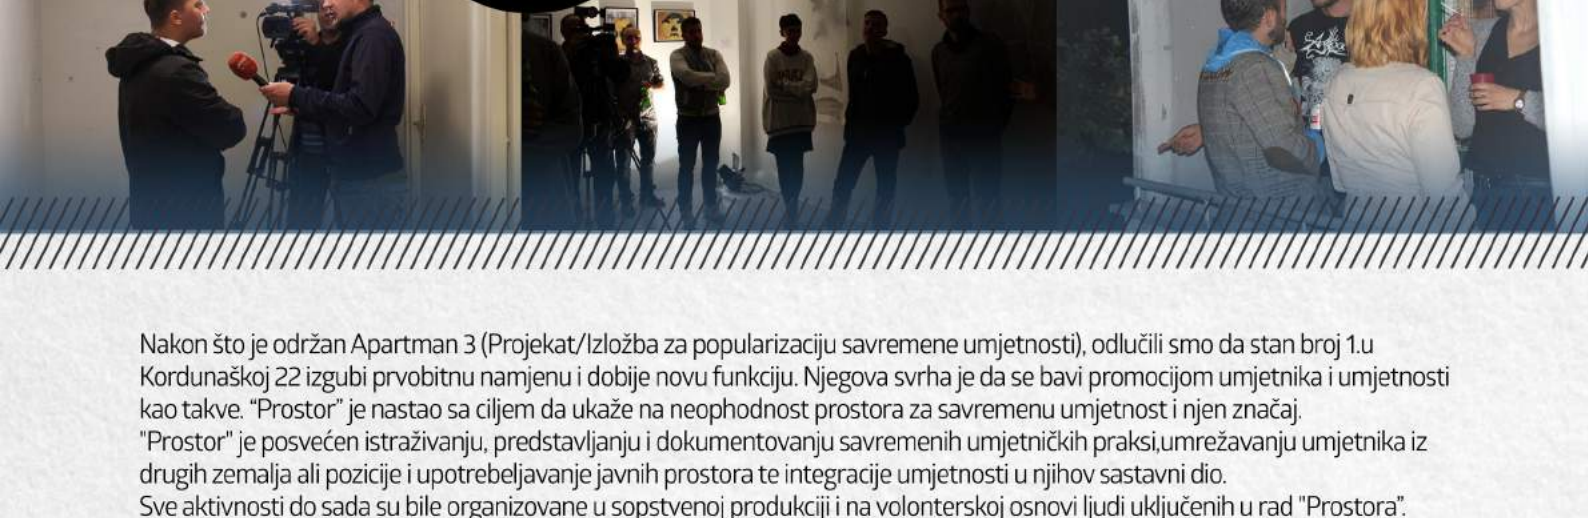 Nakon što je održan Apartman 3 (Projekat/Izložba za popularizaciju savremene umjetnosti), odlučili smo da stan broj 1.u
Kordunaškoj 22 izgubi prvobitnu namjenu i dobije novu funkciju. Njegova svrha je da se bavi promocijom umjetnika i umjetnosti
kao takve. “Prostor” je nastao sa ciljem da ukaže na neophodnost prostora za savremenu umjetnost i njen značaj.
"Prostor" je posvećen istraživanju, predstavljanju i dokumentovanju savremenih umjetničkih praksi,umrežavanju umjetnika iz
drugih zemalja ali pozicije i upotrebeljavanje javnih prostora te integracije umjetnosti u njihov sastavni dio.
Sve aktivnosti do sada su bile organizovane u sopstvenoj produkciji i na volonterskoj osnovi ljudi uključenih u rad "Prostora”.